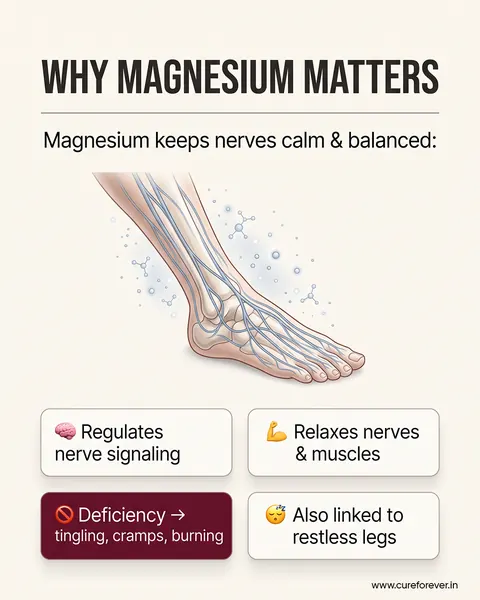 WHY MAGNESIUM MATTERS
Magnesium keeps nerves calm & balanced:
🧠 Regulates
nerve signaling
💪 Relaxes nerves
& muscles
🚫 Deficiency →
tingling, cramps, burning
😴 Also linked to
restless legs
www.cureforever.in